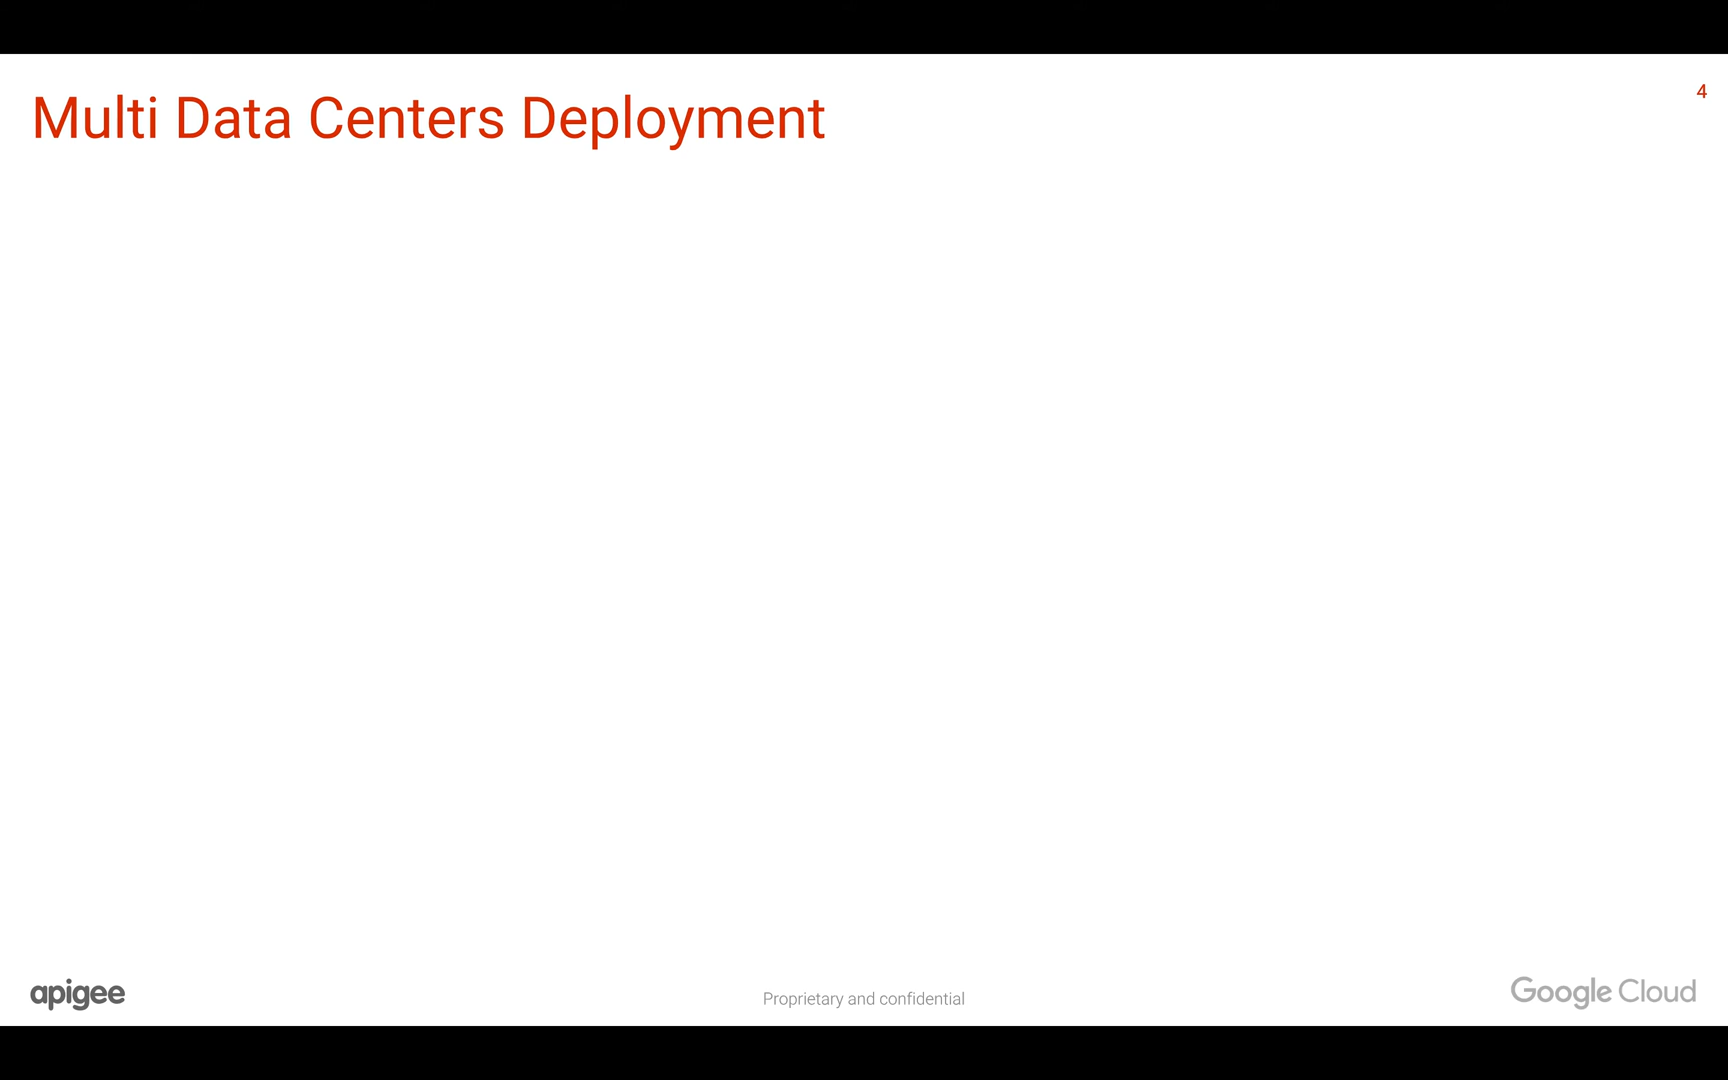 Multi Data Centers Deployment
4
apigee
Proprietary and confidential
Google Cloud